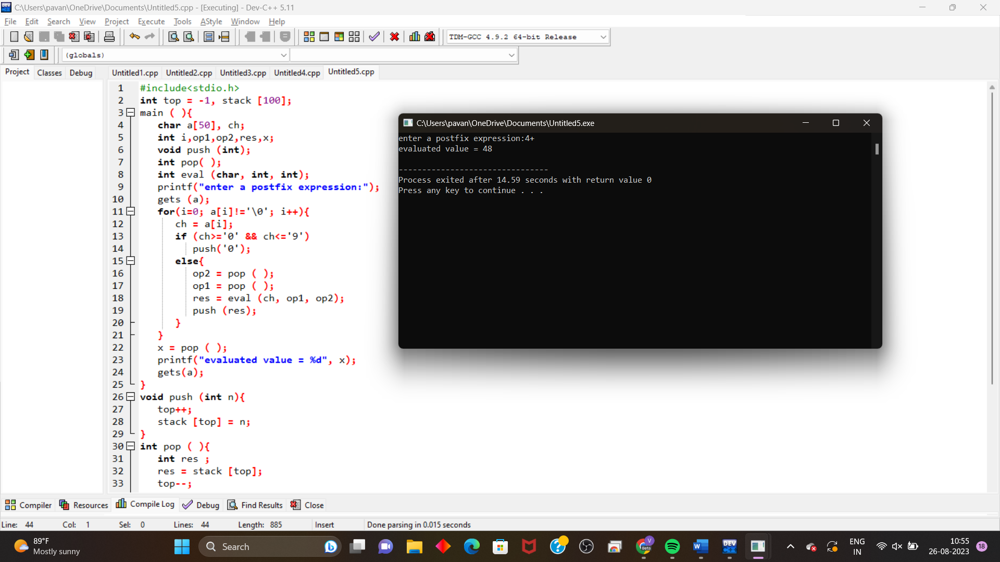 C:\Users\pavan\OneDrive\Documents\Untitled5.cpp - [Executing] - Dev-C++ 5.11
File Edit Search View Project Execute Tools AStyle Window Help
TDM-GCC 4.9.2 64-bit Release
(globals)
Project Classes Debug Untitled1.cpp Untitled2.cpp Untitled3.cpp Untitled4.cpp Untitled5.cpp
1 #include<stdio.h>
2 int top = -1, stack [100];
3 main ( ){
4 char a[50], ch;
5 int i,op1,op2,res,x;
6 void push (int);
7 int pop( );
8 int eval (char, int, int);
9 printf("enter a postfix expression:");
10 gets (a);
11 for(i=0; a[i]!='\0'; i++){
12 ch = a[i];
13 if (ch>='0' && ch<='9')
14 push('0');
15 else{
16 op2 = pop ( );
17 op1 = pop ( );
18 res = eval (ch, op1, op2);
19 push (res);
20 }
21 }
22 x = pop ( );
23 printf("evaluated value = %d", x);
24 gets(a);
25 }
26 void push (int n){
27 top++;
28 stack [top] = n;
29 }
30 int pop ( ){
31 int res ;
32 res = stack [top];
33 top--;
C:\Users\pavan\OneDrive\Documents\Untitled5.exe
enter a postfix expression:4+
evaluated value = 48
--------------------------------
Process exited after 14.59 seconds with return value 0
Press any key to continue . . .
Compiler Resources Compile Log Debug Find Results Close
Line: 44 Col: 1 Sel: 0 Lines: 44 Length: 885 Insert Done parsing in 0.015 seconds
89°F
Mostly sunny
Search
ENG
IN
10:55
26-08-2023
18